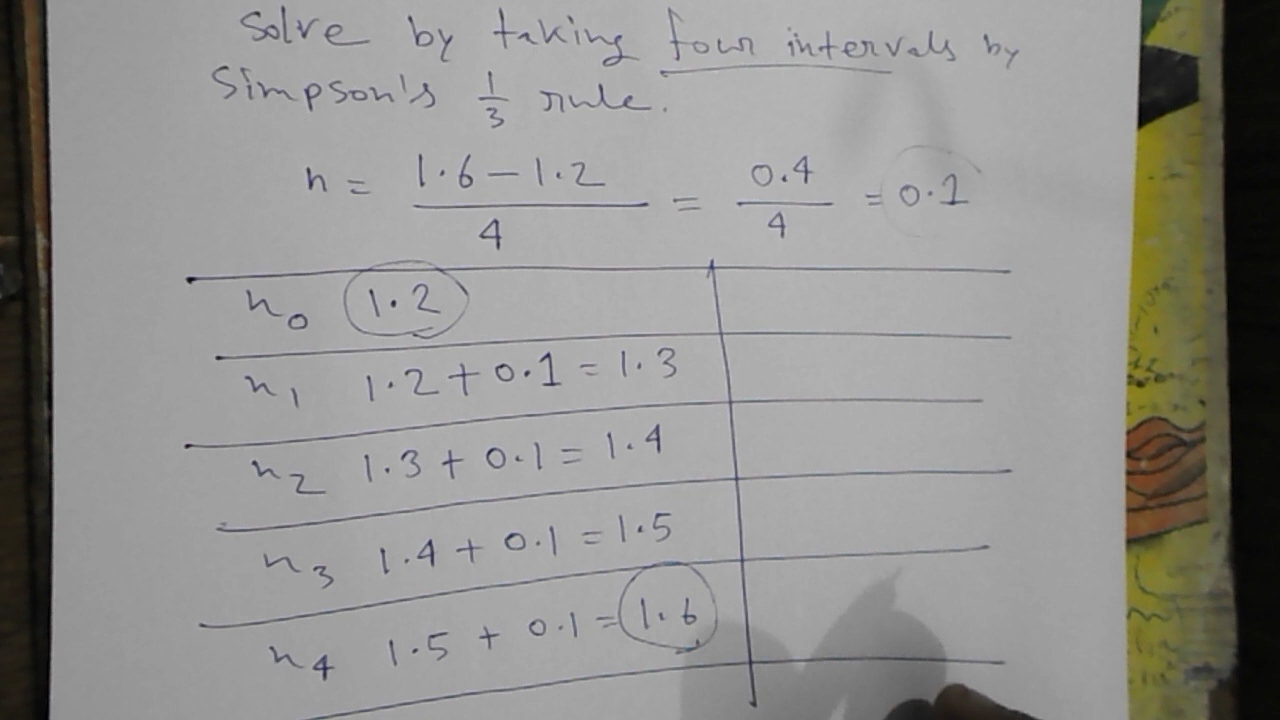 Solve by taking four intervals by
Simpson's 1/3 rule.
h = 1.6 - 1.2 / 4 = 0.4 / 4 = 0.1
x0 1.2
x1 1.2 + 0.1 = 1.3
x2 1.3 + 0.1 = 1.4
x3 1.4 + 0.1 = 1.5
x4 1.5 + 0.1 = 1.6